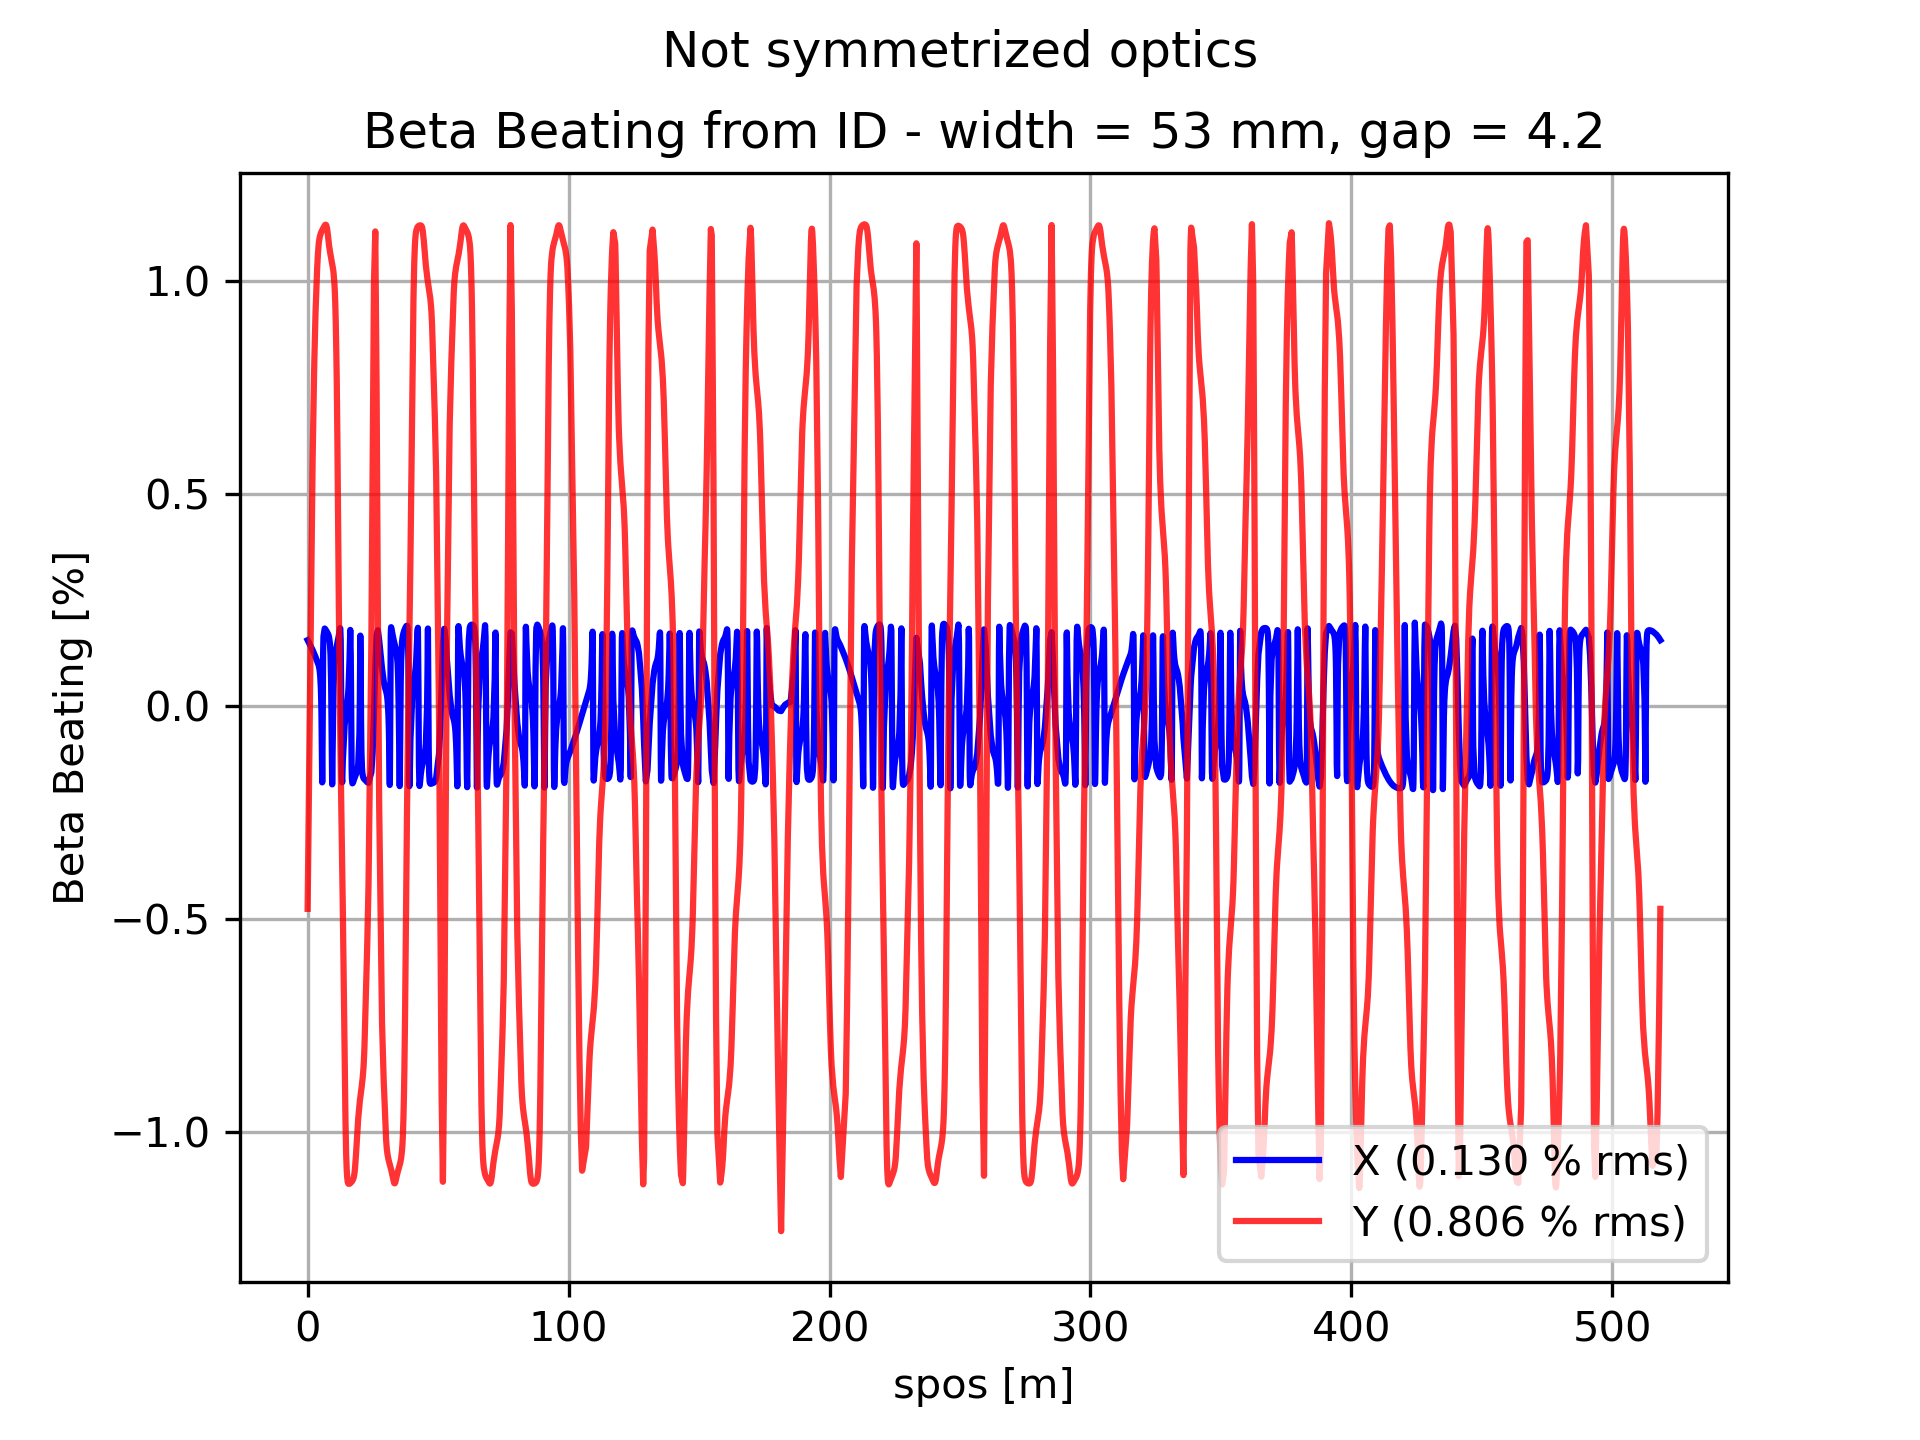 Not symmetrized optics
Beta Beating from ID - width = 53 mm, gap = 4.2
Beta Beating [%]
1.0
0.5
0.0
−0.5
−1.0
X (0.130 % rms)
Y (0.806 % rms)
0 100 200 300 400 500
spos [m]